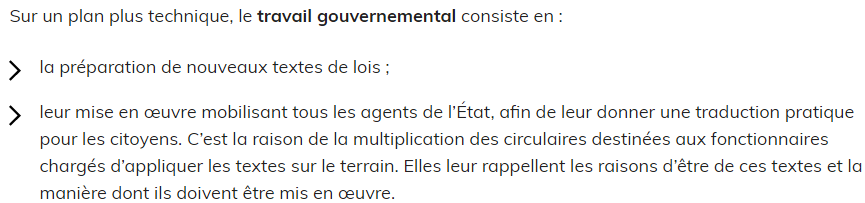 Sur un plan plus technique, le travail gouvernemental consiste en :
la préparation de nouveaux textes de lois ;
leur mise en œuvre mobilisant tous les agents de l’État, afin de leur donner une traduction pratique
pour les citoyens. C’est la raison de la multiplication des circulaires destinées aux fonctionnaires
chargés d’appliquer les textes sur le terrain. Elles leur rappellent les raisons d’être de ces textes et la
manière dont ils doivent être mis en œuvre.